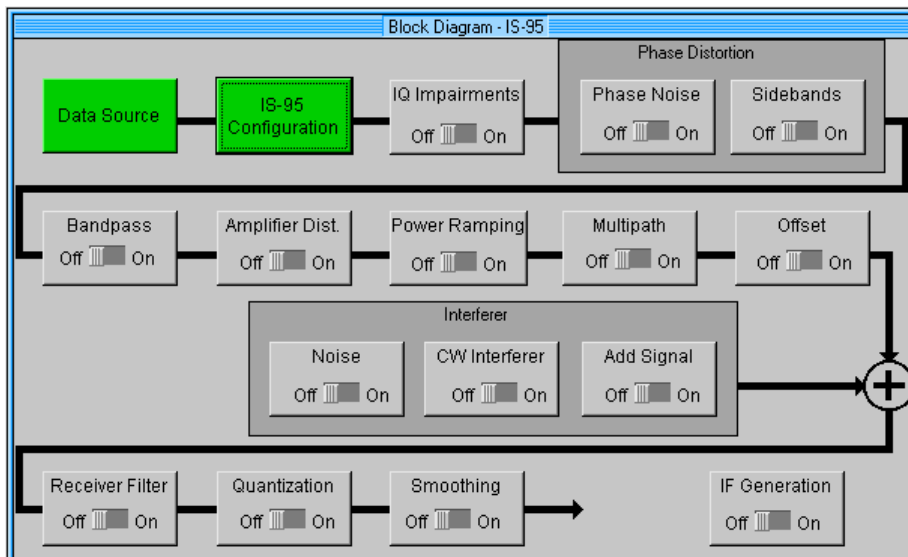 Block Diagram - IS-95
Phase Distortion
Data Source
IS-95
Configuration
IQ Impairments
Off On
Phase Noise
Off On
Sidebands
Off On
Bandpass
Off On
Amplifier Dist.
Off On
Power Ramping
Off On
Multipath
Off On
Offset
Off On
Interferer
Noise
Off On
CW Interferer
Off On
Add Signal
Off On
+
Receiver Filter
Off On
Quantization
Off On
Smoothing
Off On
IF Generation
Off On